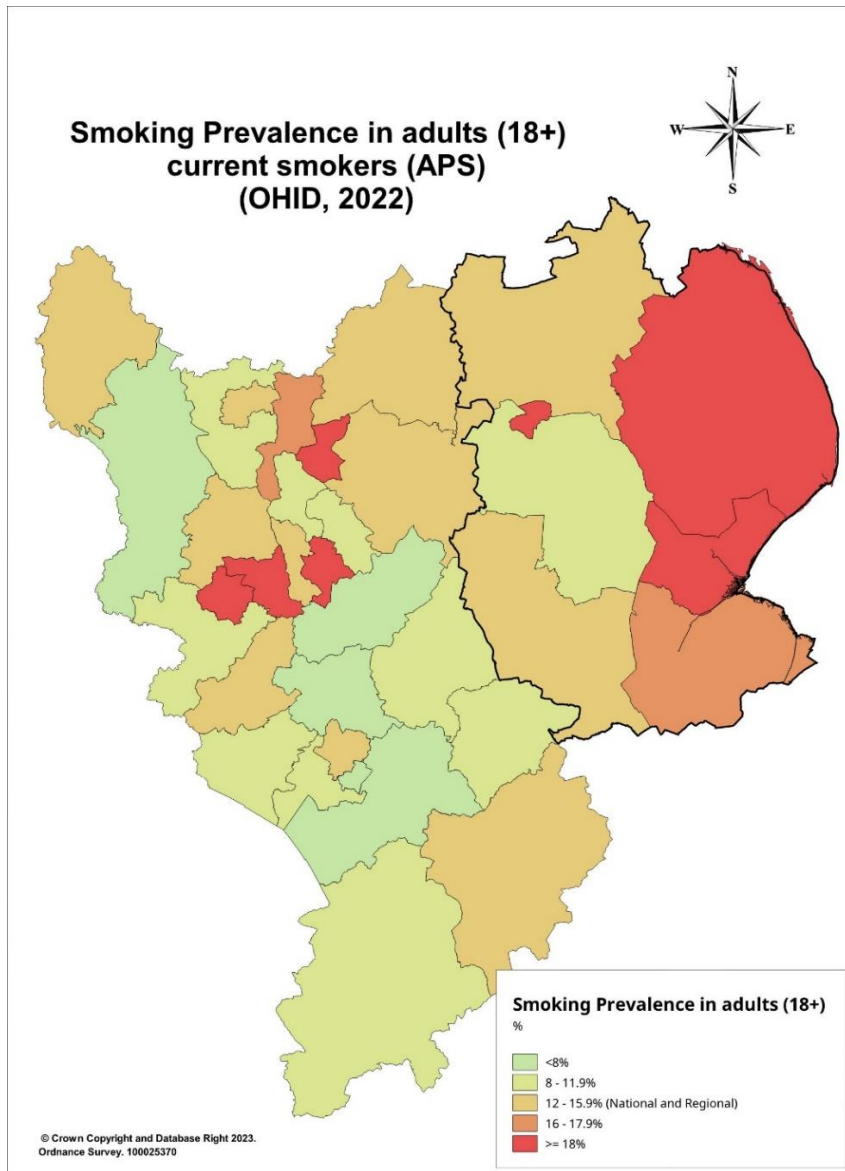 Smoking Prevalence in adults (18+)
current smokers (APS)
(OHID, 2022)
N
W
E
S
Smoking Prevalence in adults (18+)
%
<8%
8 - 11.9%
12 - 15.9% (National and Regional)
16 - 17.9%
>= 18%
© Crown Copyright and Database Right 2023.
Ordnance Survey. 100025370